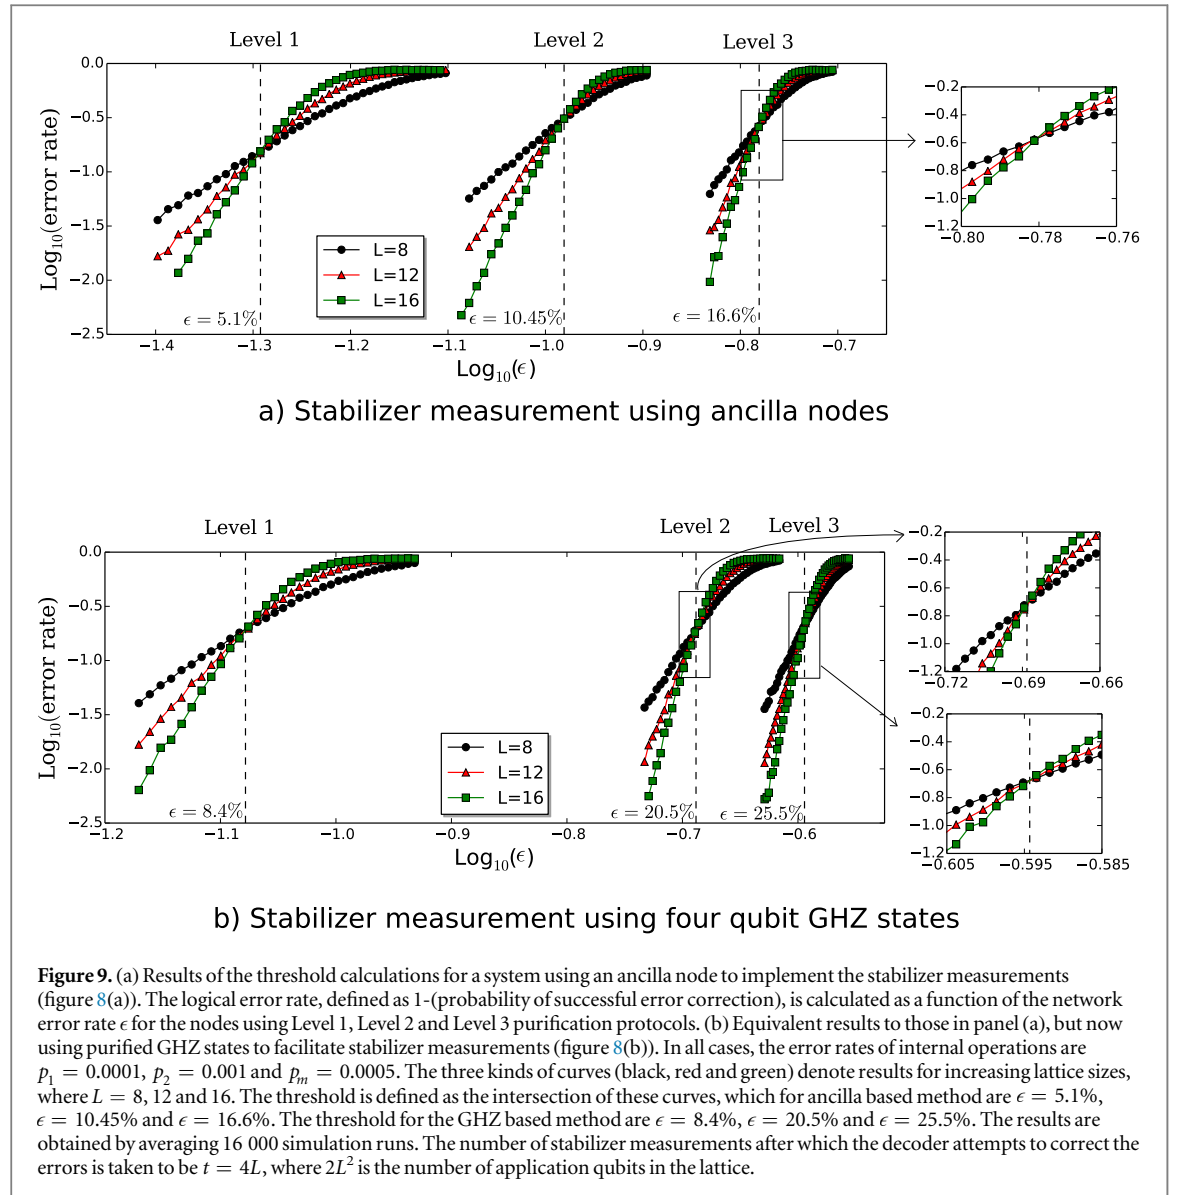 Level 1
Level 2
Level 3
0.0
−0.5
−1.0
−1.5
−2.0
−2.5
Log10(error rate)
L=8
L=12
L=16
ϵ = 5.1%
ϵ = 10.45%
ϵ = 16.6%
−1.4
−1.3
−1.2
−1.1
−1.0
−0.9
−0.8
−0.7
Log10(ϵ)
−0.2
−0.4
−0.6
−0.8
−1.0
−1.2
−0.80
−0.78
−0.76
a) Stabilizer measurement using ancilla nodes
Level 1
Level 2
Level 3
0.0
−0.5
−1.0
−1.5
−2.0
−2.5
Log10(error rate)
L=8
L=12
L=16
ϵ = 8.4%
ϵ = 20.5%
ϵ = 25.5%
−1.2
−1.1
−1.0
−0.9
−0.8
−0.7
−0.6
Log10(ϵ)
−0.2
−0.4
−0.6
−0.8
−1.0
−1.2
−0.72
−0.69
−0.66
−0.2
−0.4
−0.6
−0.8
−1.0
−1.2
−0.605
−0.595
−0.585
b) Stabilizer measurement using four qubit GHZ states
Figure 9. (a) Results of the threshold calculations for a system using an ancilla node to implement the stabilizer measurements
(figure 8(a)). The logical error rate, defined as 1-(probability of successful error correction), is calculated as a function of the network
error rate ϵ for the nodes using Level 1, Level 2 and Level 3 purification protocols. (b) Equivalent results to those in panel (a), but now
using purified GHZ states to facilitate stabilizer measurements (figure 8(b)). In all cases, the error rates of internal operations are
p1 = 0.0001, p2 = 0.001 and pm = 0.0005. The three kinds of curves (black, red and green) denote results for increasing lattice sizes,
where L = 8, 12 and 16. The threshold is defined as the intersection of these curves, which for ancilla based method are ϵ = 5.1%,
ϵ = 10.45% and ϵ = 16.6%. The threshold for the GHZ based method are ϵ = 8.4%, ϵ = 20.5% and ϵ = 25.5%. The results are
obtained by averaging 16 000 simulation runs. The number of stabilizer measurements after which the decoder attempts to correct the
errors is taken to be t = 4L, where 2L² is the number of application qubits in the lattice.